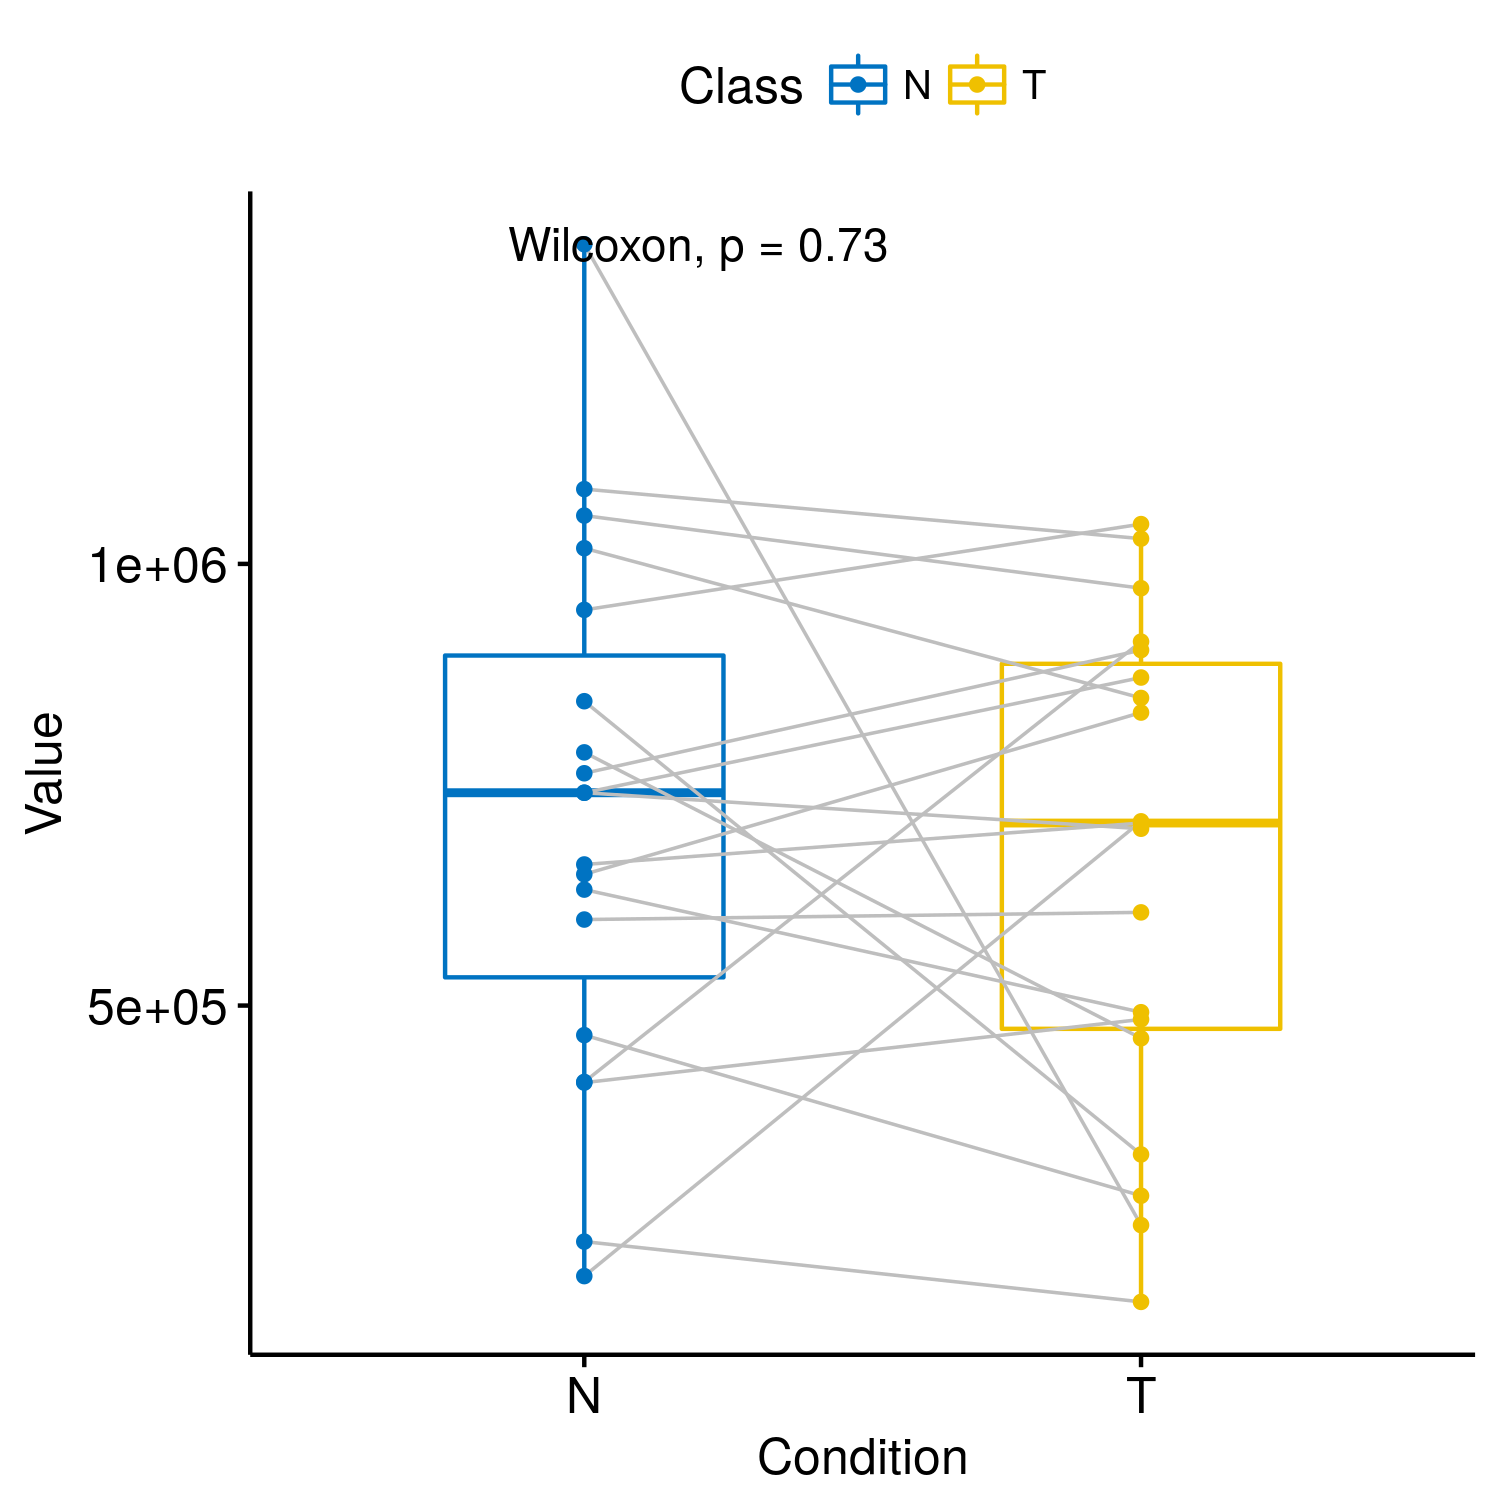 Class N T
Wilcoxon, p = 0.73
1e+06
Value
5e+05
N T
Condition